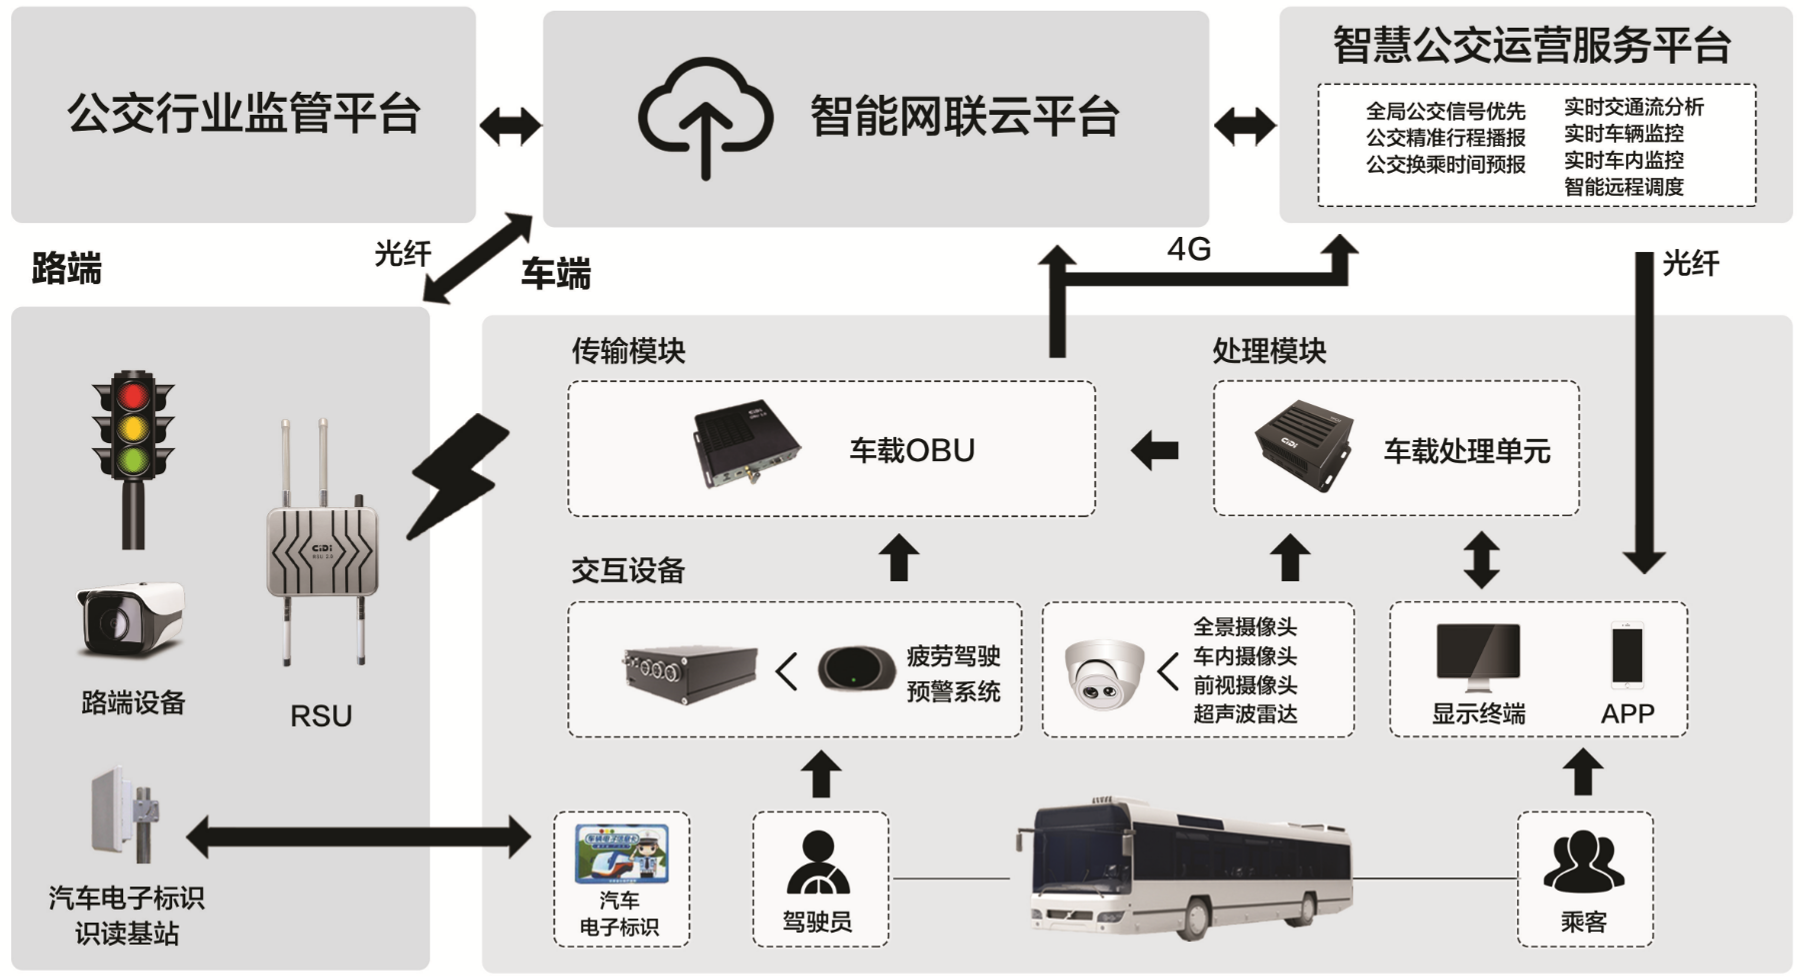 公交行业监管平台
智能网联云平台
智慧公交运营服务平台
全局公交信号优先
公交精准行程播报
公交换乘时间预报
实时交通流分析
实时车辆监控
实时车内监控
智能远程调度
路端
光纤
车端
4G
光纤
传输模块
处理模块
CiDi
车载OBU
CiDi
车载处理单元
CiDi
RSU 2.0
交互设备
路端设备
RSU
疲劳驾驶
预警系统
全景摄像头
车内摄像头
前视摄像头
超声波雷达
显示终端
APP
汽车电子标识
识读基站
汽车
电子标识
驾驶员
乘客